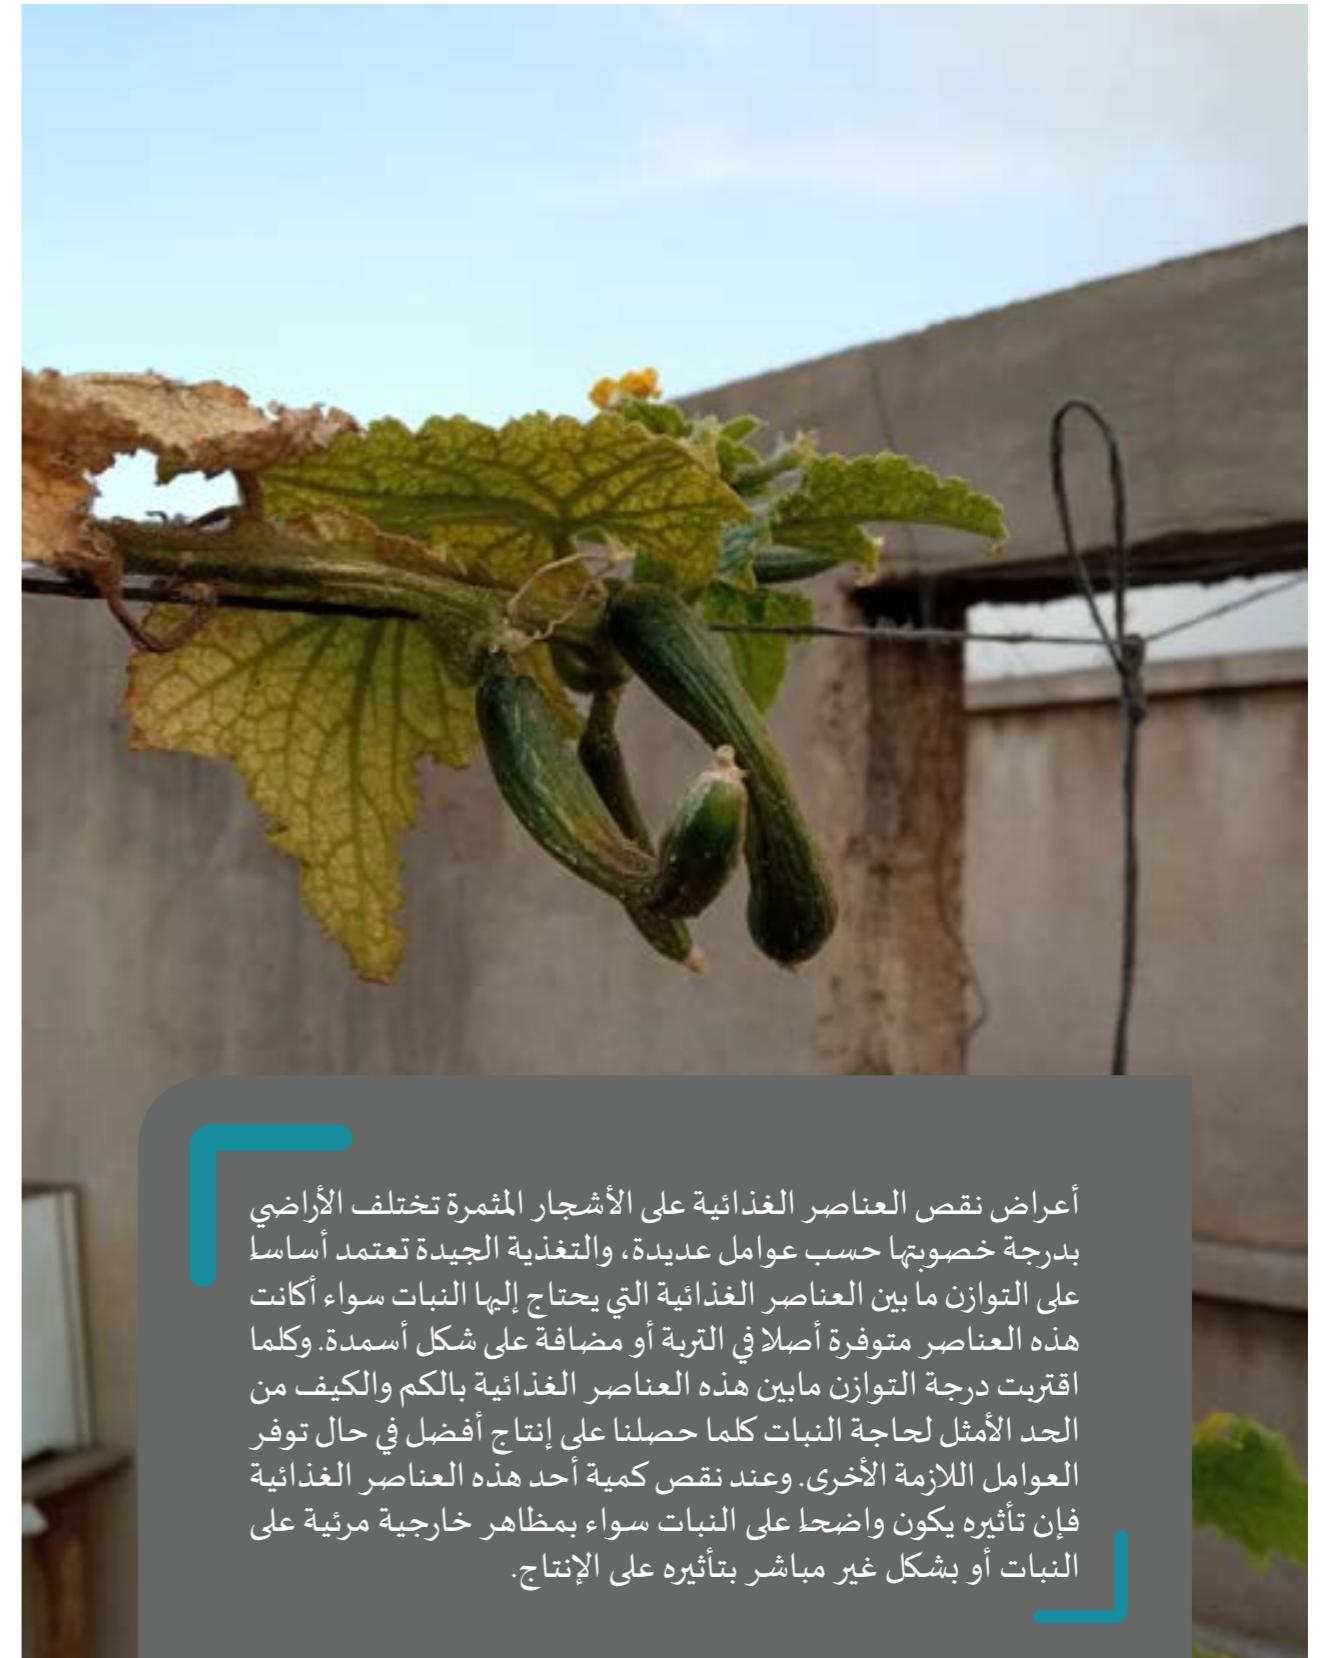 أعراض نقص العناصر الغذائية على الأشجار المثمرة تختلف الأراضي
بدرجة خصوبتها حسب عوامل عديدة، والتغذية الجيدة تعتمد أساساً
على التوازن ما بين العناصر الغذائية التي يحتاج إليها النبات سواء أكانت
هذه العناصر متوفرة أصلاً في التربة أو مضافة على شكل أسمدة. وكلما
اقتربت درجة التوازن مابين هذه العناصر الغذائية بالكم والكيف من
الحد الأمثل لحاجة النبات كلما حصلنا على إنتاج أفضل في حال توفر
العوامل اللازمة الأخرى. وعند نقص كمية أحد هذه العناصر الغذائية
فإن تأثيره يكون واضحاً على النبات سواء بمظاهر خارجية مرئية على
النبات أو بشكل غير مباشر بتأثيره على الإنتاج.